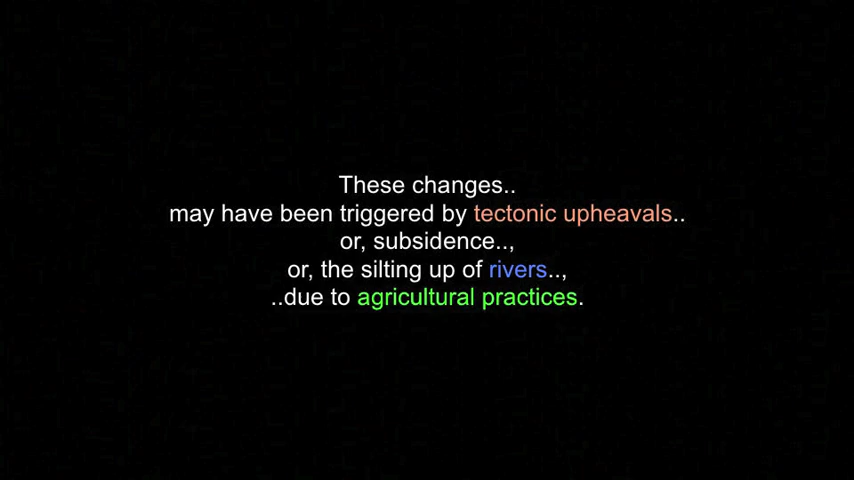 These changes..
may have been triggered by tectonic upheavals..
or, subsidence..,
or, the silting up of rivers..,
..due to agricultural practices.